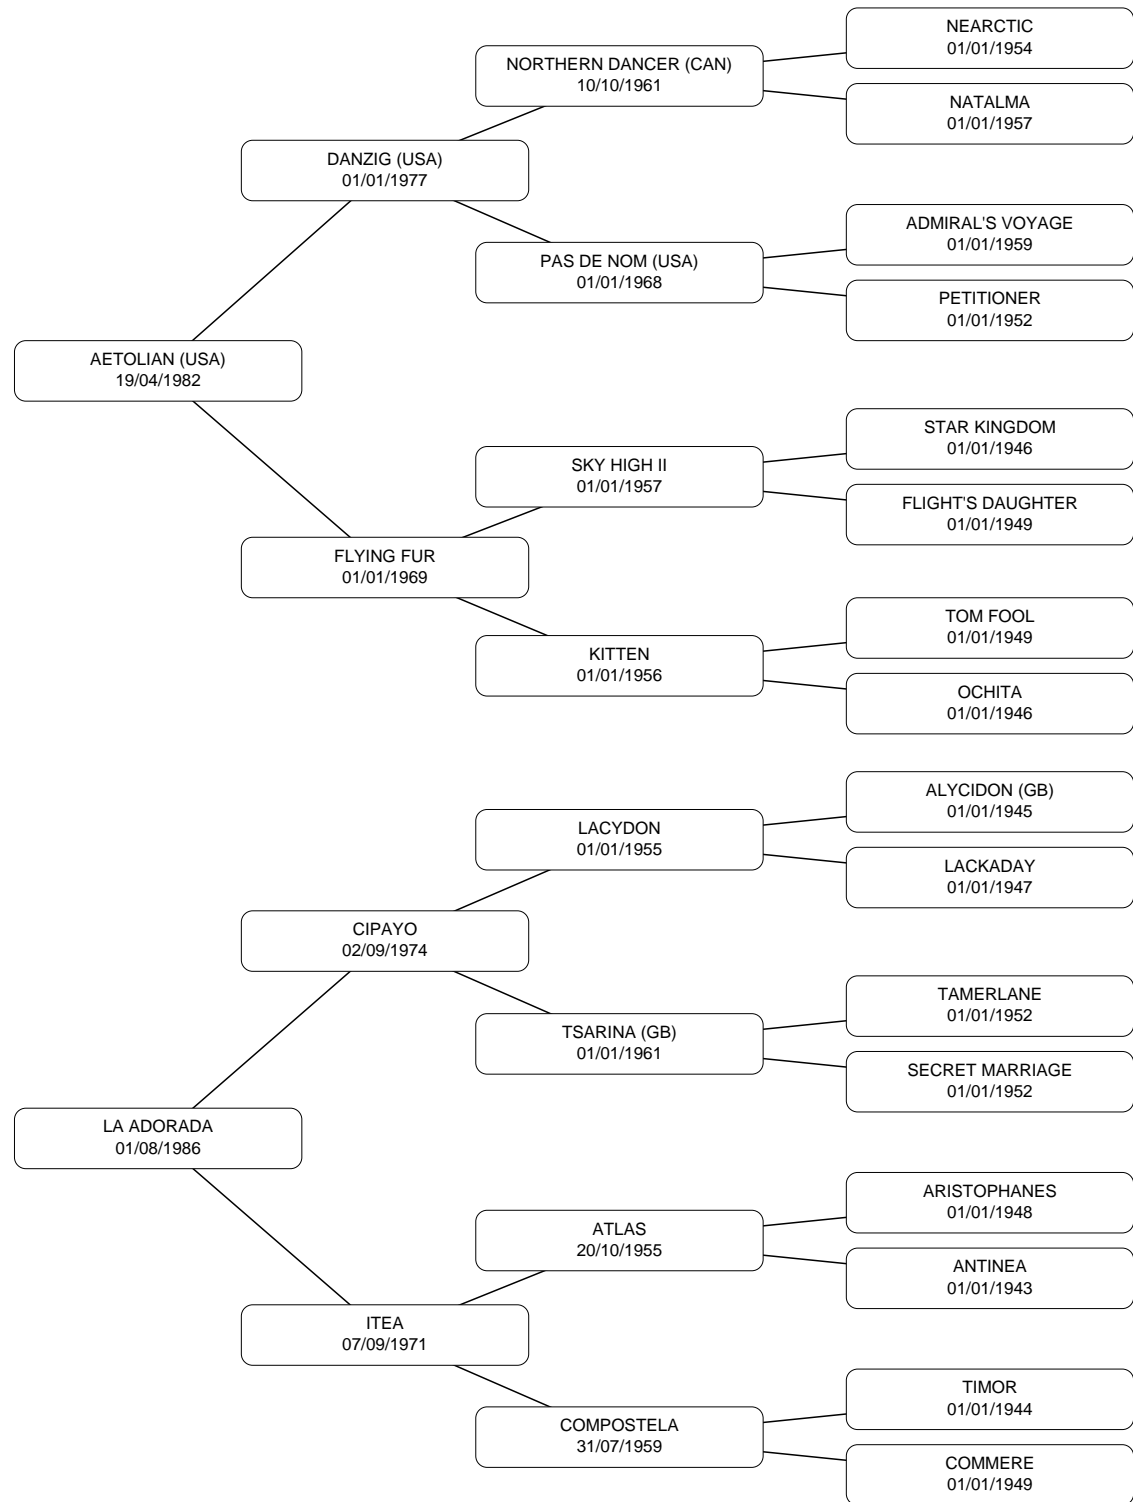 NEARCTIC
01/01/1954
NORTHERN DANCER (CAN)
10/10/1961
NATALMA
01/01/1957
DANZIG (USA)
01/01/1977
ADMIRAL'S VOYAGE
01/01/1959
PAS DE NOM (USA)
01/01/1968
PETITIONER
01/01/1952
AETOLIAN (USA)
19/04/1982
STAR KINGDOM
01/01/1946
SKY HIGH II
01/01/1957
FLIGHT'S DAUGHTER
01/01/1949
FLYING FUR
01/01/1969
TOM FOOL
01/01/1949
KITTEN
01/01/1956
OCHITA
01/01/1946
ALYCIDON (GB)
01/01/1945
LACYDON
01/01/1955
LACKADAY
01/01/1947
CIPAYO
02/09/1974
TAMERLANE
01/01/1952
TSARINA (GB)
01/01/1961
SECRET MARRIAGE
01/01/1952
LA ADORADA
01/08/1986
ARISTOPHANES
01/01/1948
ATLAS
20/10/1955
ANTINEA
01/01/1943
ITEA
07/09/1971
TIMOR
01/01/1944
COMPOSTELA
31/07/1959
COMMERE
01/01/1949